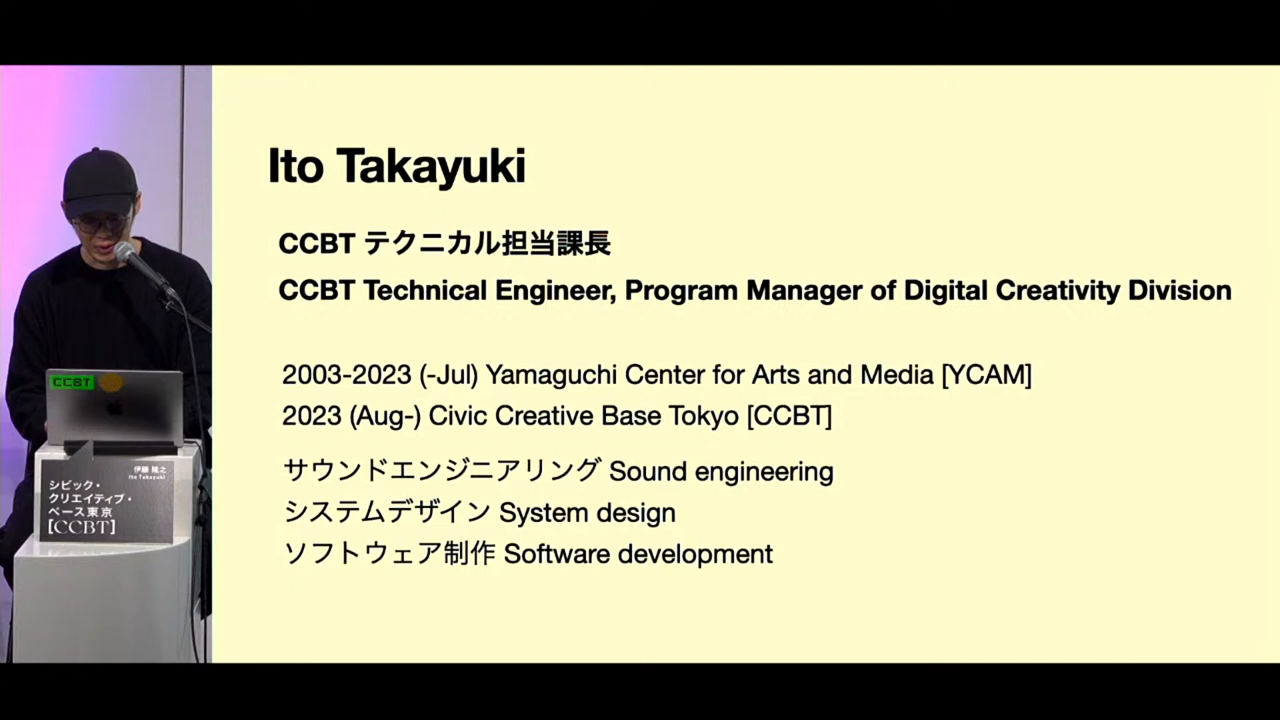 Ito Takayuki
CCBT テクニカル担当課長
CCBT Technical Engineer, Program Manager of Digital Creativity Division
2003-2023 (-Jul) Yamaguchi Center for Arts and Media [YCAM]
2023 (Aug-) Civic Creative Base Tokyo [CCBT]
サウンドエンジニアリング Sound engineering
システムデザイン System design
ソフトウェア制作 Software development
CCBT
伊藤 隆之
Ito Takayuki
シビック・
クリエイティブ・
ベース東京
[CCBT]